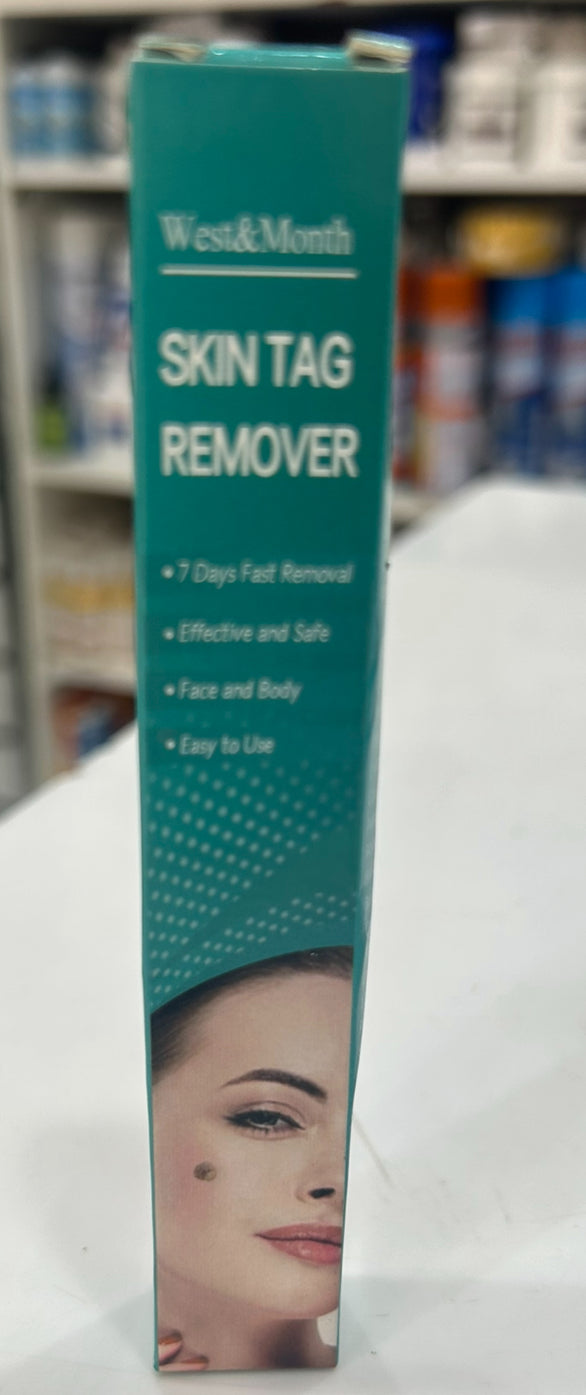 West&Month
SKIN TAG
REMOVER
• 7 Days Fast Removal
• Effective and Safe
• Face and Body
• Easy to Use